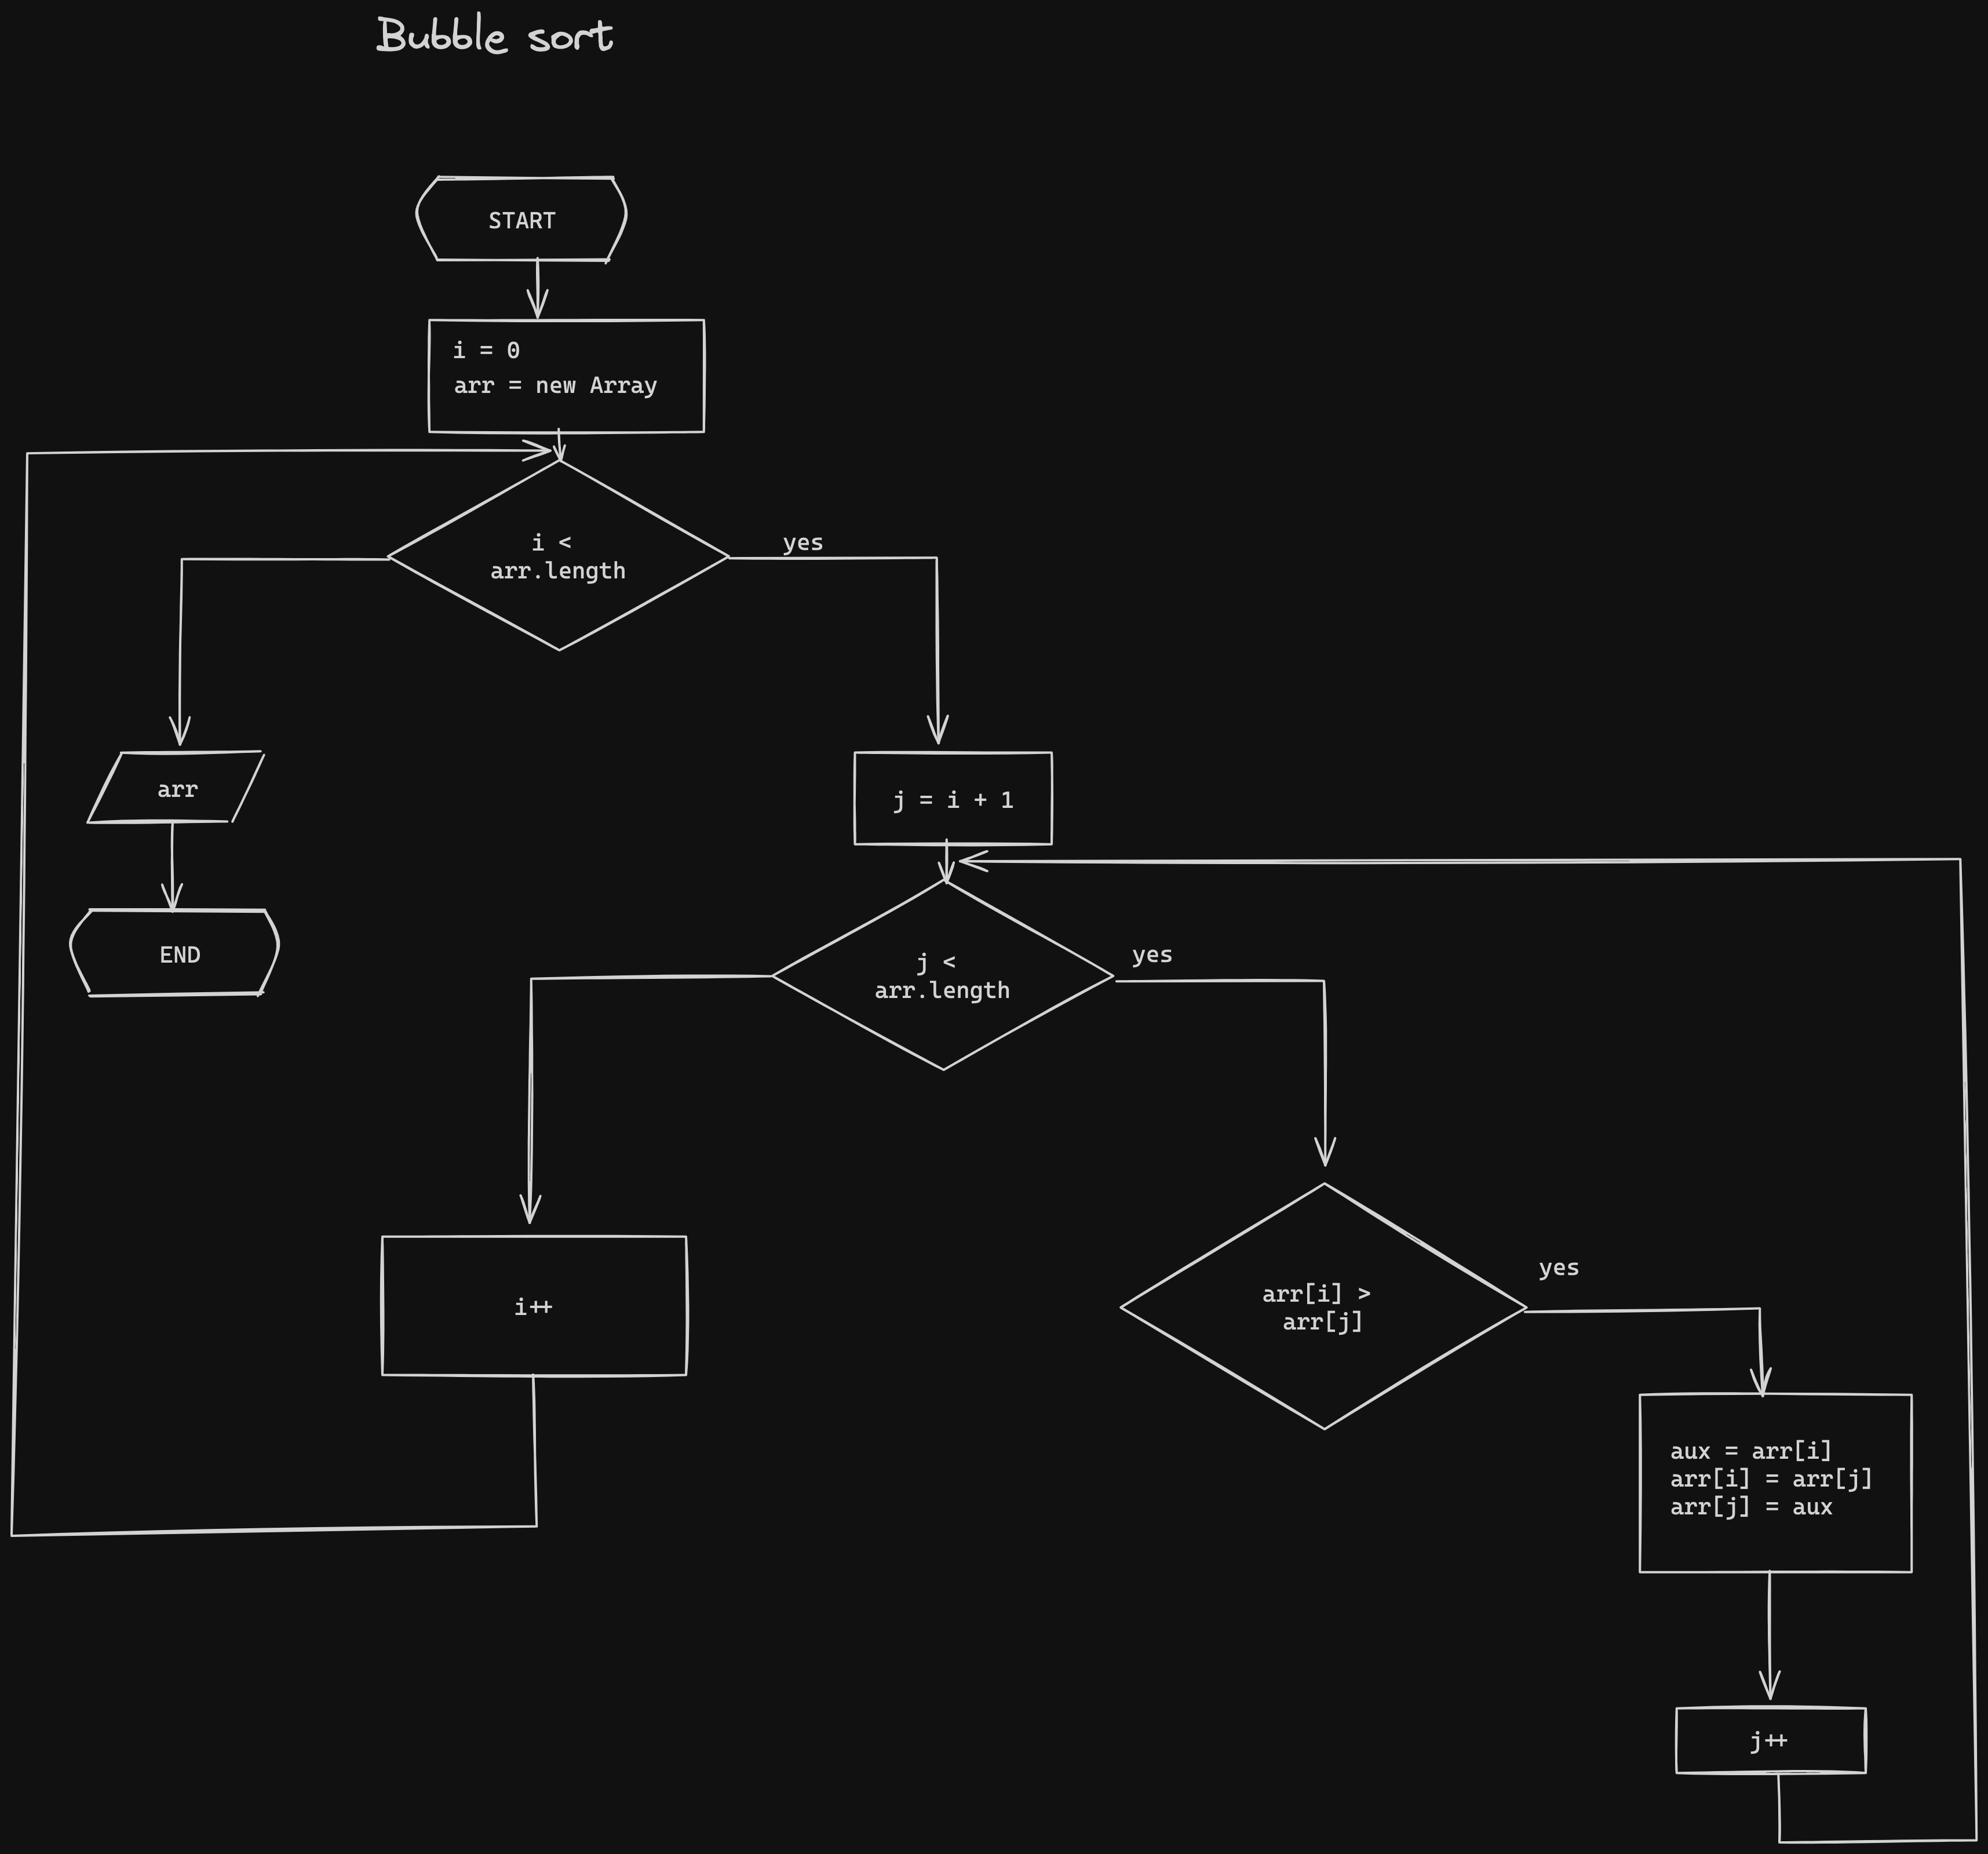 Bubble sort
START
i = 0
arr = new Array
i <
arr.length
yes
arr
j = i + 1
END
j <
arr.length
yes
i++
arr[i] >
arr[j]
yes
aux = arr[i]
arr[i] = arr[j]
arr[j] = aux
j++